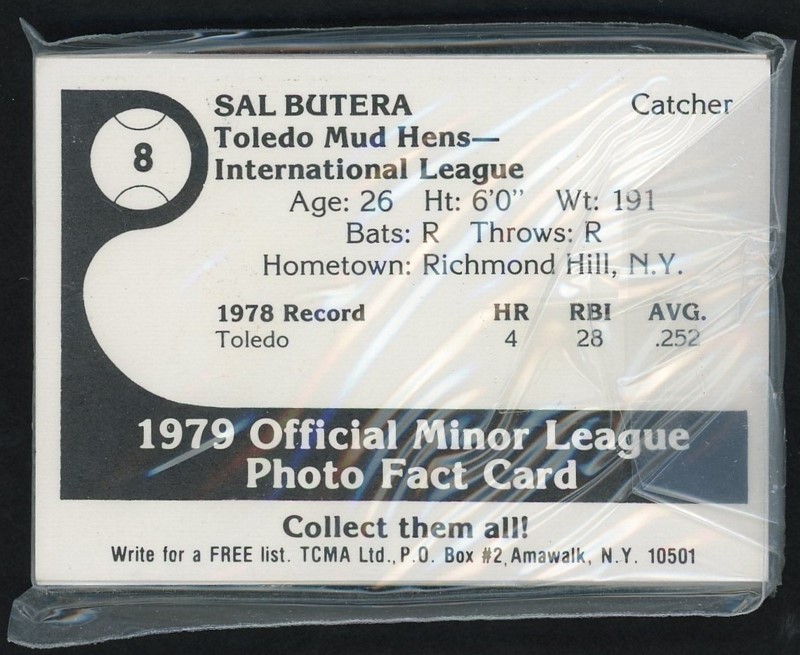 SAL BUTERA Catcher
8
Toledo Mud Hens—
International League
Age: 26 Ht: 6'0" Wt: 191
Bats: R Throws: R
Hometown: Richmond Hill, N.Y.
1978 Record HR RBI AVG.
Toledo 4 28 .252
1979 Official Minor League
Photo Fact Card
Collect them all!
Write for a FREE list. TCMA Ltd., P.O. Box #2, Amawalk, N.Y. 10501